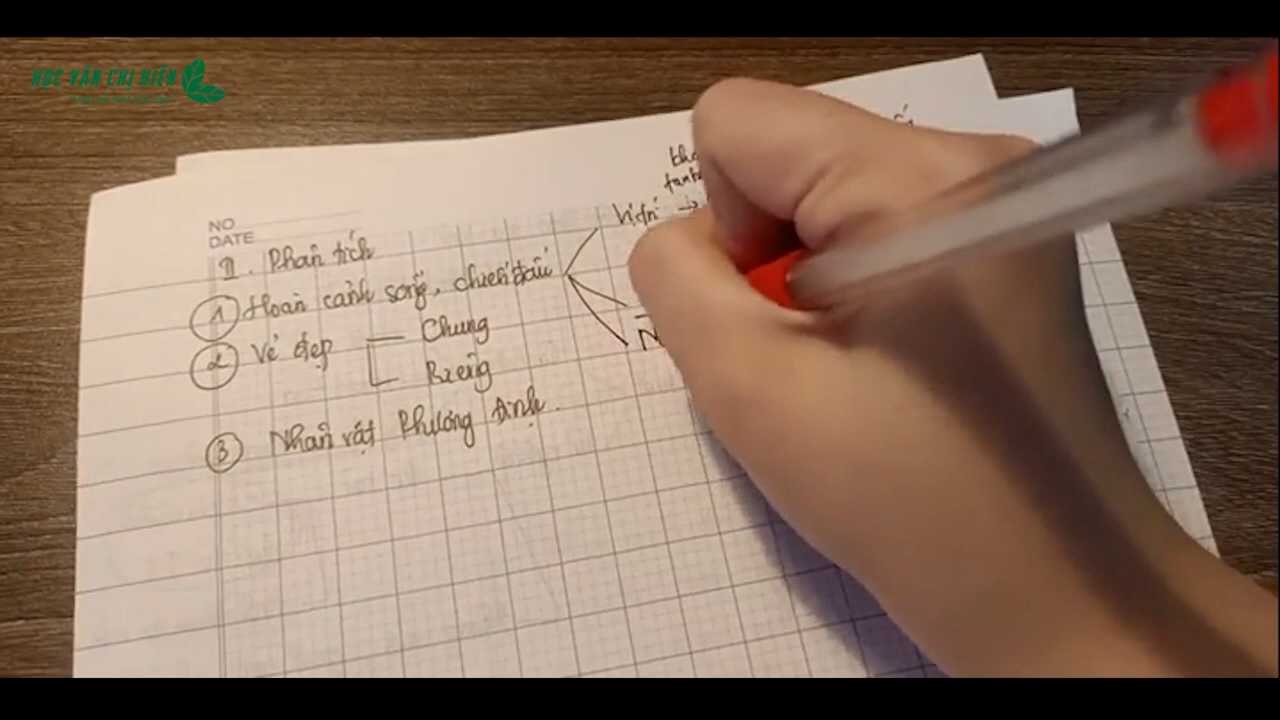 HỌC VĂN CHỊ HIÊN
NO
DATE
II. Phân tích
① Hoàn cảnh sống, chiến đấu
Vị trí →
② Vẻ đẹp
Chung
Riêng
③ Nhân vật Phương Định.